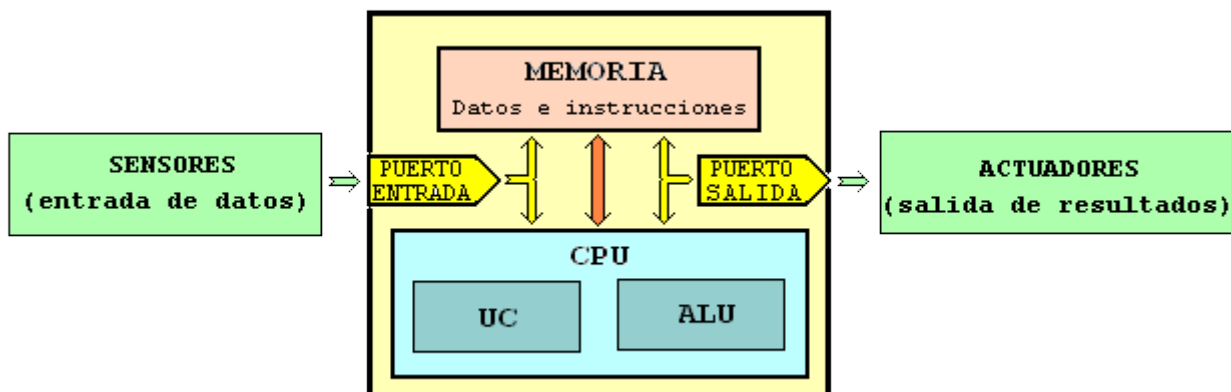 MEMORIA
Datos e instrucciones
SENSORES
(entrada de datos)
PUERTO
ENTRADA
PUERTO
SALIDA
ACTUADORES
(salida de resultados)
CPU
UC
ALU